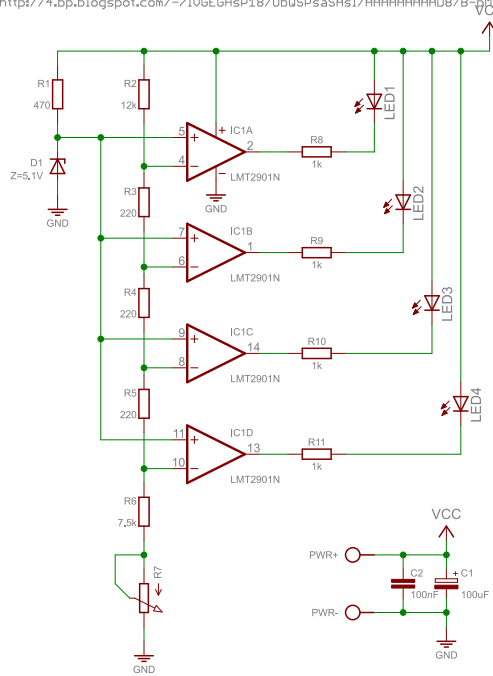 VCC
R1
470
R2
12k
D1
Z=5.1V
GND
5
4
+
−
IC1A
2
LMT2901N
GND
R8
1k
LED1
R3
220
7
6
+
−
IC1B
1
LMT2901N
R9
1k
LED2
R4
220
9
8
+
−
IC1C
14
LMT2901N
R10
1k
LED3
R5
220
11
10
+
−
IC1D
13
LMT2901N
R11
1k
LED4
R6
7,5k
R7
GND
VCC
PWR+
PWR-
C2
100nF
+
C1
100uF
GND